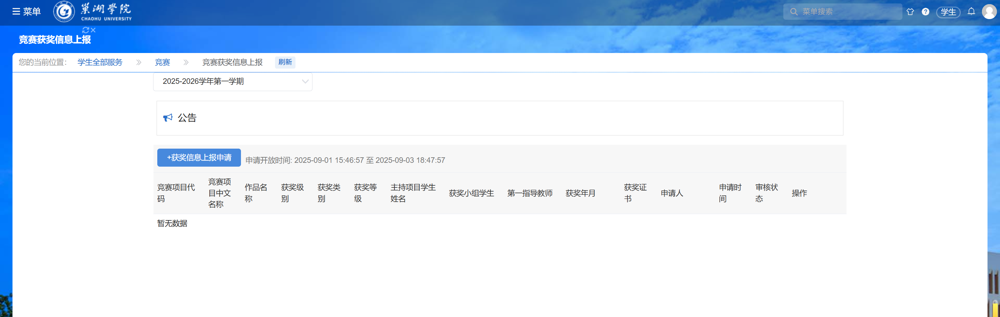 菜单
巢湖学院
CHAOHU UNIVERSITY
菜单搜索
学生
竞赛获奖信息上报
您的当前位置： 学生全部服务 竞赛 竞赛获奖信息上报 刷新
2025-2026学年第一学期
公告
+获奖信息上报申请 申请开放时间: 2025-09-01 15:46:57 至 2025-09-03 18:47:57
竞赛项目代
码
竞赛项
目中文
名称
作品名
称
获奖级
别
获奖类
别
获奖等
级
主持项目学生
姓名
获奖小组学生
第一指导教师
获奖年月
获奖证
书
申请人
申请时
间
审核状
态
操作
暂无数据